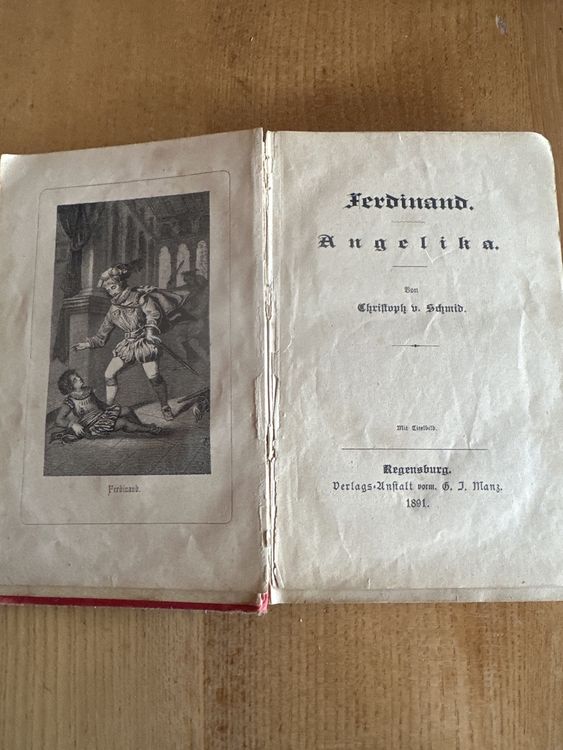 Ferdinand.
Ferdinand.
Angelika.
Von
Christoph v. Schmid.
Mit Titelbild.
Regensburg.
Verlags-Anstalt vorm. G. J. Manz.
1891.